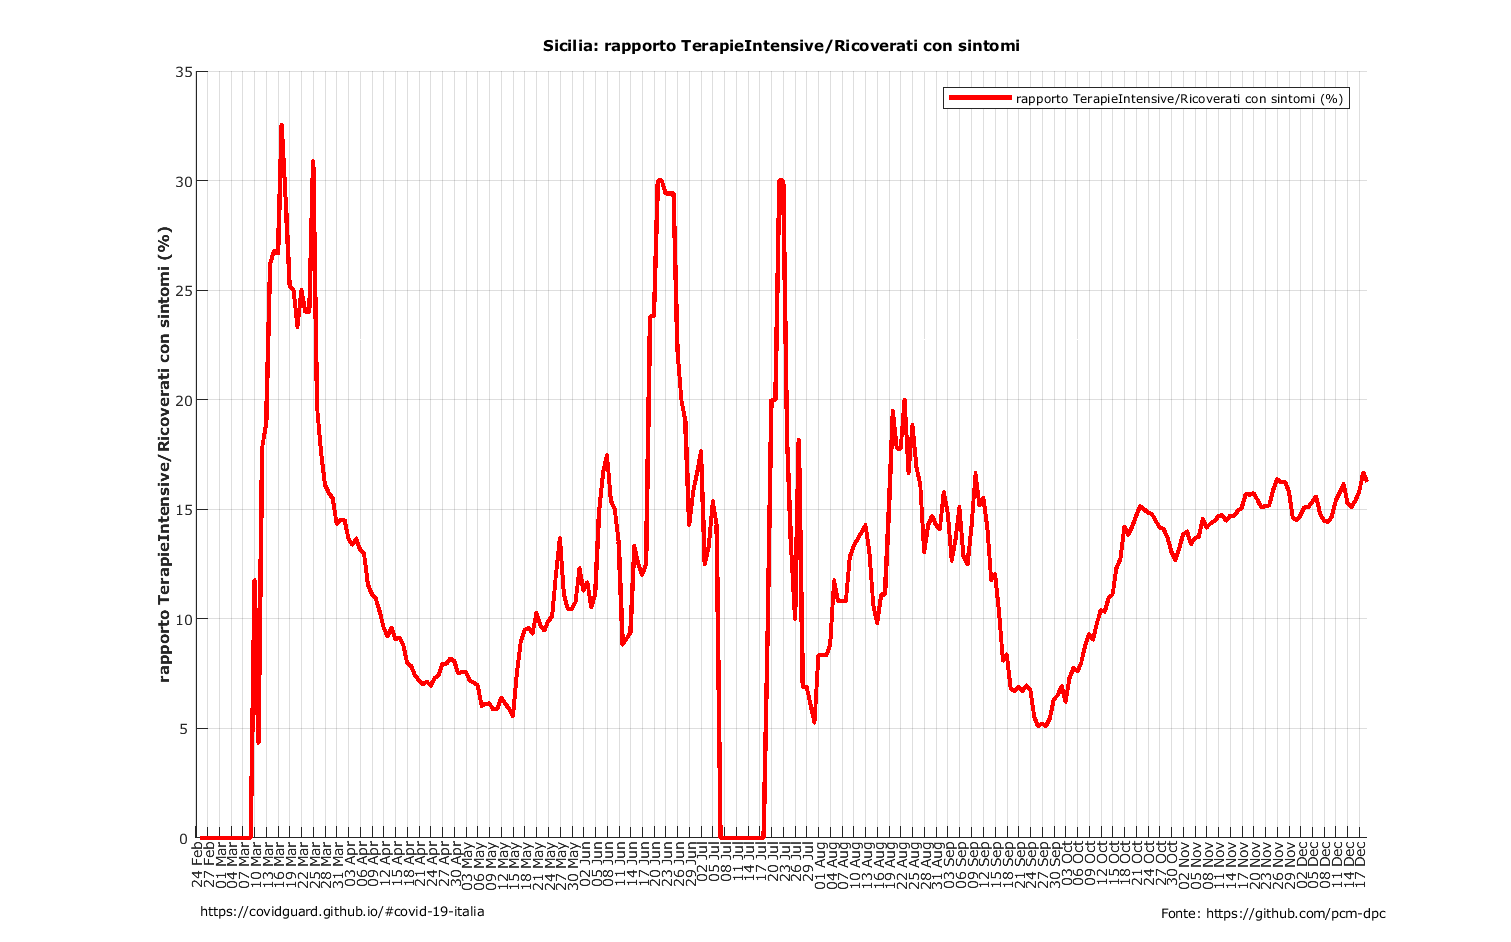 Sicilia: rapporto TerapieIntensive/Ricoverati con sintomi
rapporto TerapieIntensive/Ricoverati con sintomi (%)
rapporto TerapieIntensive/Ricoverati con sintomi (%)
35
30
25
20
15
10
5
0
24 Feb
27 Feb
01 Mar
04 Mar
07 Mar
10 Mar
13 Mar
16 Mar
19 Mar
22 Mar
25 Mar
28 Mar
31 Mar
03 Apr
06 Apr
09 Apr
12 Apr
15 Apr
18 Apr
21 Apr
24 Apr
27 Apr
30 Apr
03 May
06 May
09 May
12 May
15 May
18 May
21 May
24 May
27 May
30 May
02 Jun
05 Jun
08 Jun
11 Jun
14 Jun
17 Jun
20 Jun
23 Jun
26 Jun
29 Jun
02 Jul
05 Jul
08 Jul
11 Jul
14 Jul
17 Jul
20 Jul
23 Jul
26 Jul
29 Jul
01 Aug
04 Aug
07 Aug
10 Aug
13 Aug
16 Aug
19 Aug
22 Aug
25 Aug
28 Aug
31 Aug
03 Sep
06 Sep
09 Sep
12 Sep
15 Sep
18 Sep
21 Sep
24 Sep
27 Sep
30 Sep
03 Oct
06 Oct
09 Oct
12 Oct
15 Oct
18 Oct
21 Oct
24 Oct
27 Oct
30 Oct
02 Nov
05 Nov
08 Nov
11 Nov
14 Nov
17 Nov
20 Nov
23 Nov
26 Nov
29 Nov
02 Dec
05 Dec
08 Dec
11 Dec
14 Dec
17 Dec
https://covidguard.github.io/#covid-19-italia
Fonte: https://github.com/pcm-dpc